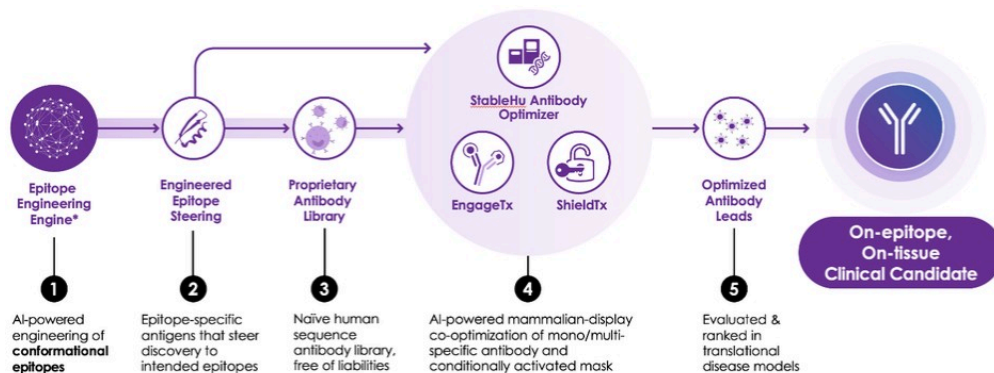 StableHu Antibody
Optimizer
EngageTx
ShieldTx
Epitope
Engineering
Engine*
Engineered
Epitope
Steering
Proprietary
Antibody
Library
Optimized
Antibody
Leads
On-epitope,
On-tissue
Clinical Candidate
1
AI-powered
engineering of
conformational
epitopes
2
Epitope-specific
antigens that steer
discovery to
intended epitopes
3
Naïve human
sequence
antibody library,
free of liabilities
4
AI-powered mammalian-display
co-optimization of mono/multi-
specific antibody and
conditionally activated mask
5
Evaluated &
ranked in
translational
disease models